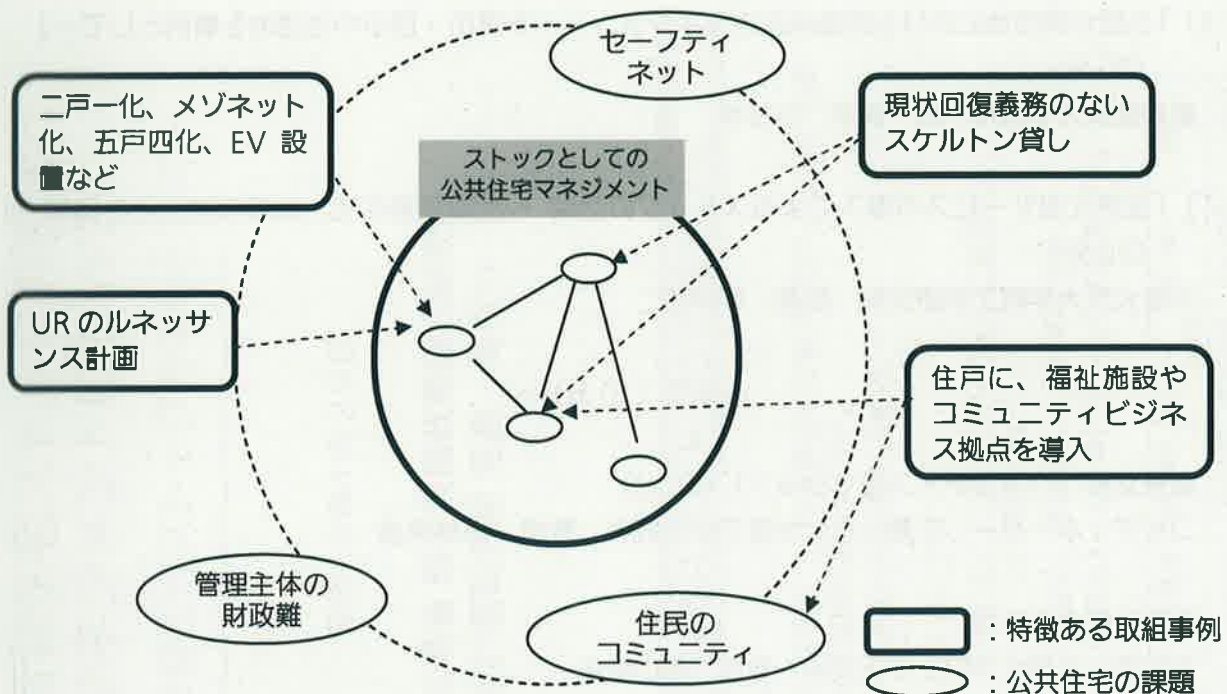 セーフティ
ネット
二戸一化、メゾネット
化、五戸四化、EV 設
置など
現状回復義務のない
スケルトン貸し
ストックとしての
公共住宅マネジメント
URのルネッサ
ンス計画
住戸に、福祉施設や
コミュニティビジネ
ス拠点を導入
管理主体の
財政難
住民の
コミュニティ
：特徴ある取組事例
：公共住宅の課題